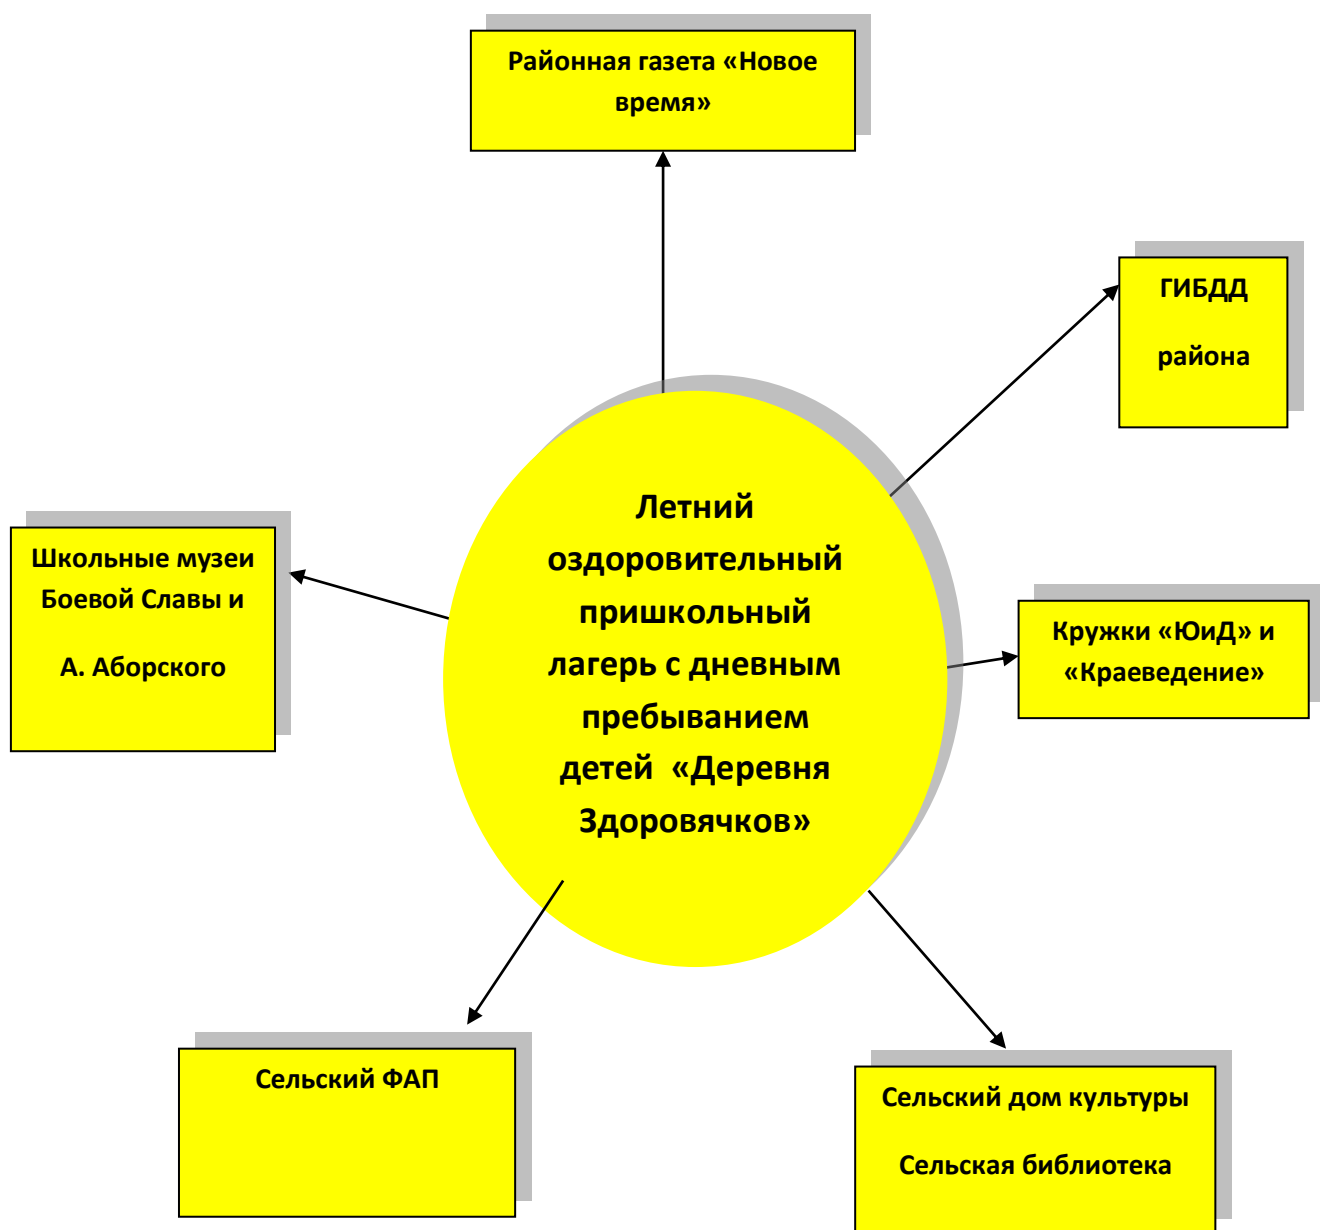 Районная газета «Новое
время»
ГИБДД
района
Летний
оздоровительный
пришкольный
лагерь с дневным
пребыванием
детей «Деревня
Здоровячков»
Школьные музеи
Боевой Славы и
А. Аборского
Кружки «ЮиД» и
«Краеведение»
Сельский ФАП
Сельский дом культуры
Сельская библиотека